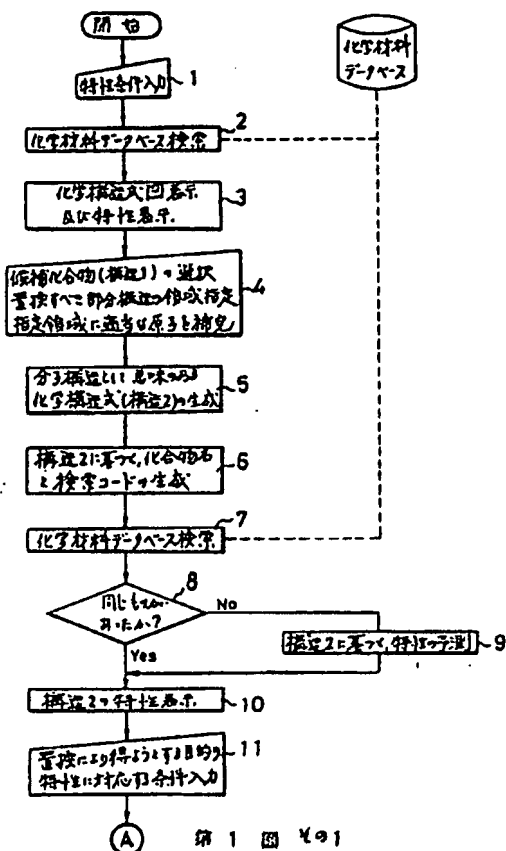 開始
化学材料
データベース
特性条件入力
1
化学材料データベース検索
2
化学構造式図表示
及び特性表示
3
候補化合物(構造1)の選択
置換すべき部分構造の領域指定
指定領域に適当な原子を補充
4
分子構造として意味のある
化学構造式(構造2)の生成
5
構造2に基づく、化合物名
と検索コードの生成
6
化学材料データベース検索
7
同じものが
あったか?
8
No
Yes
構造2に基づく、特性の予測
9
構造2の特性表示
10
置換により得ようとする目的の
特性に対応する条件入力
11
A
第1図 その1